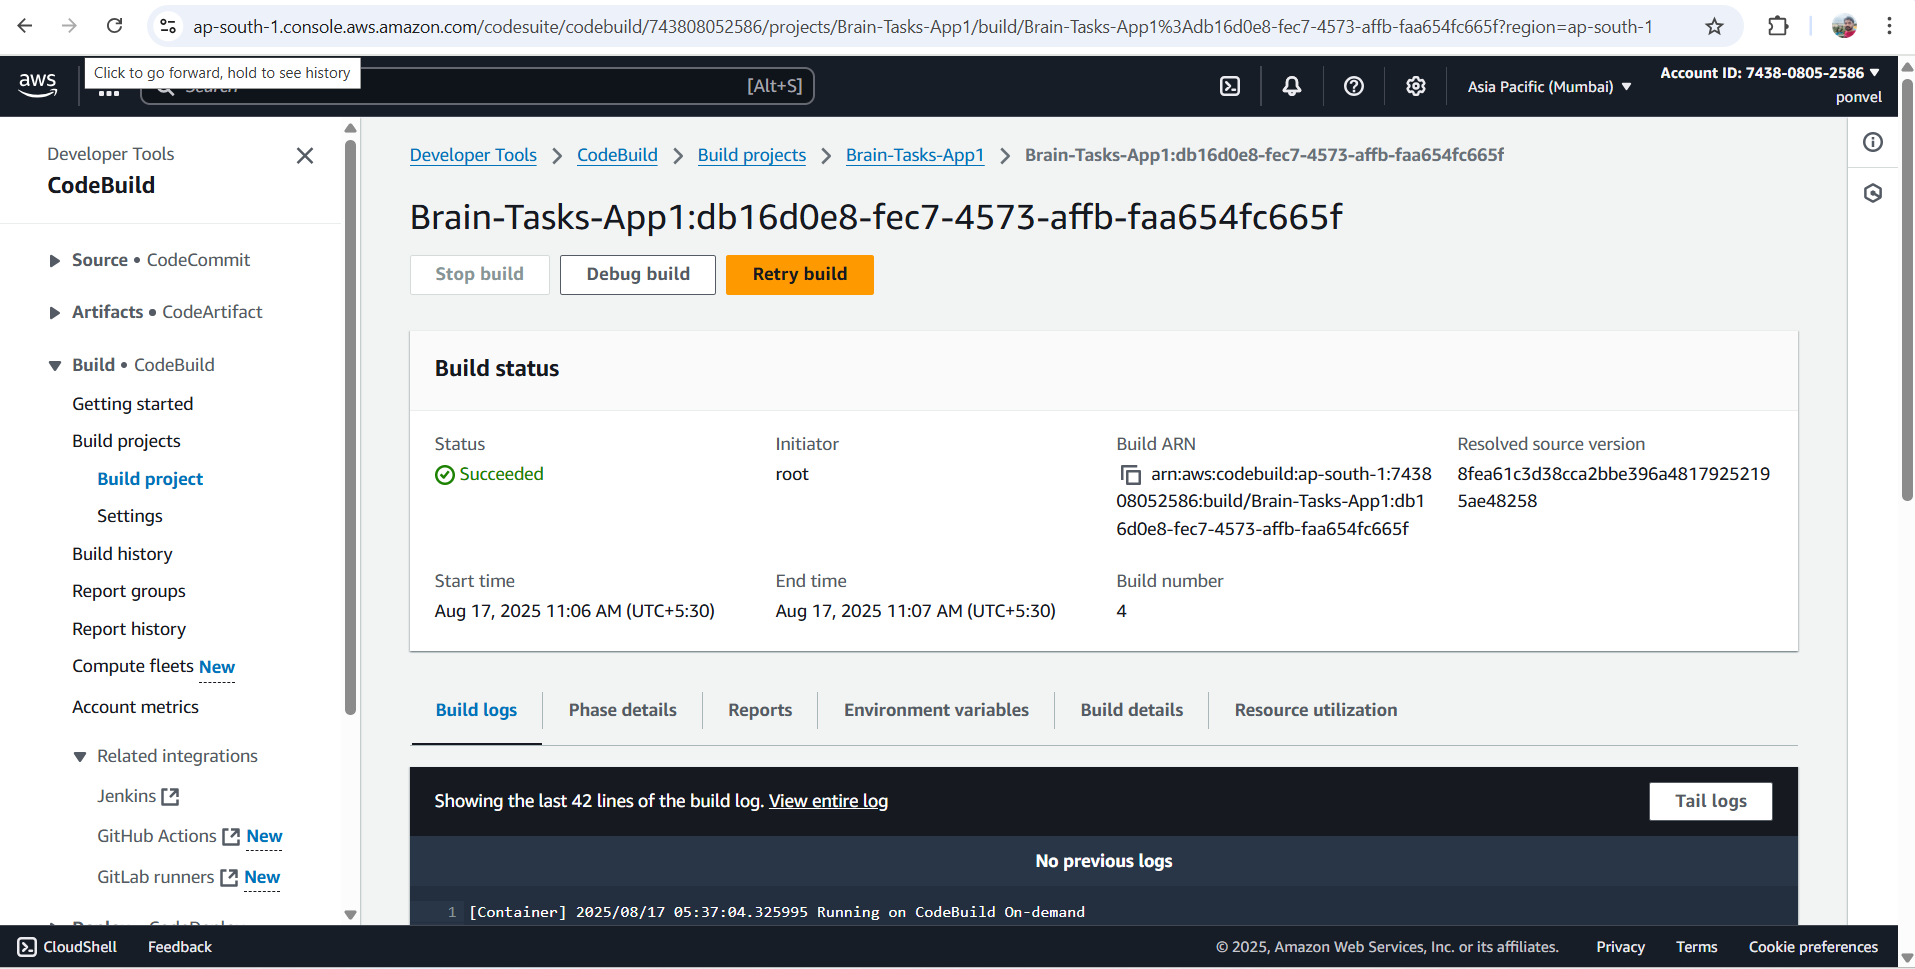 ap-south-1.console.aws.amazon.com/codesuite/codebuild/743808052586/projects/Brain-Tasks-App1/build/Brain-Tasks-App1%3Adb16d0e8-fec7-4573-affb-faa654fc665f?region=ap-south-1
Click to go forward, hold to see history
aws
Search
[Alt+S]
Asia Pacific (Mumbai)
Account ID: 7438-0805-2586
ponvel
Developer Tools
CodeBuild
Source • CodeCommit
Artifacts • CodeArtifact
Build • CodeBuild
Getting started
Build projects
Build project
Settings
Build history
Report groups
Report history
Compute fleets New
Account metrics
Related integrations
Jenkins
GitHub Actions New
GitLab runners New
Developer Tools > CodeBuild > Build projects > Brain-Tasks-App1 > Brain-Tasks-App1:db16d0e8-fec7-4573-affb-faa654fc665f
Brain-Tasks-App1:db16d0e8-fec7-4573-affb-faa654fc665f
Stop build
Debug build
Retry build
Build status
Status
Succeeded
Initiator
root
Build ARN
arn:aws:codebuild:ap-south-1:7438
08052586:build/Brain-Tasks-App1:db1
6d0e8-fec7-4573-affb-faa654fc665f
Resolved source version
8fea61c3d38cca2bbe396a4817925219
5ae48258
Start time
Aug 17, 2025 11:06 AM (UTC+5:30)
End time
Aug 17, 2025 11:07 AM (UTC+5:30)
Build number
4
Build logs
Phase details
Reports
Environment variables
Build details
Resource utilization
Showing the last 42 lines of the build log. View entire log
Tail logs
No previous logs
1 [Container] 2025/08/17 05:37:04.325995 Running on CodeBuild On-demand
CloudShell
Feedback
© 2025, Amazon Web Services, Inc. or its affiliates.
Privacy
Terms
Cookie preferences